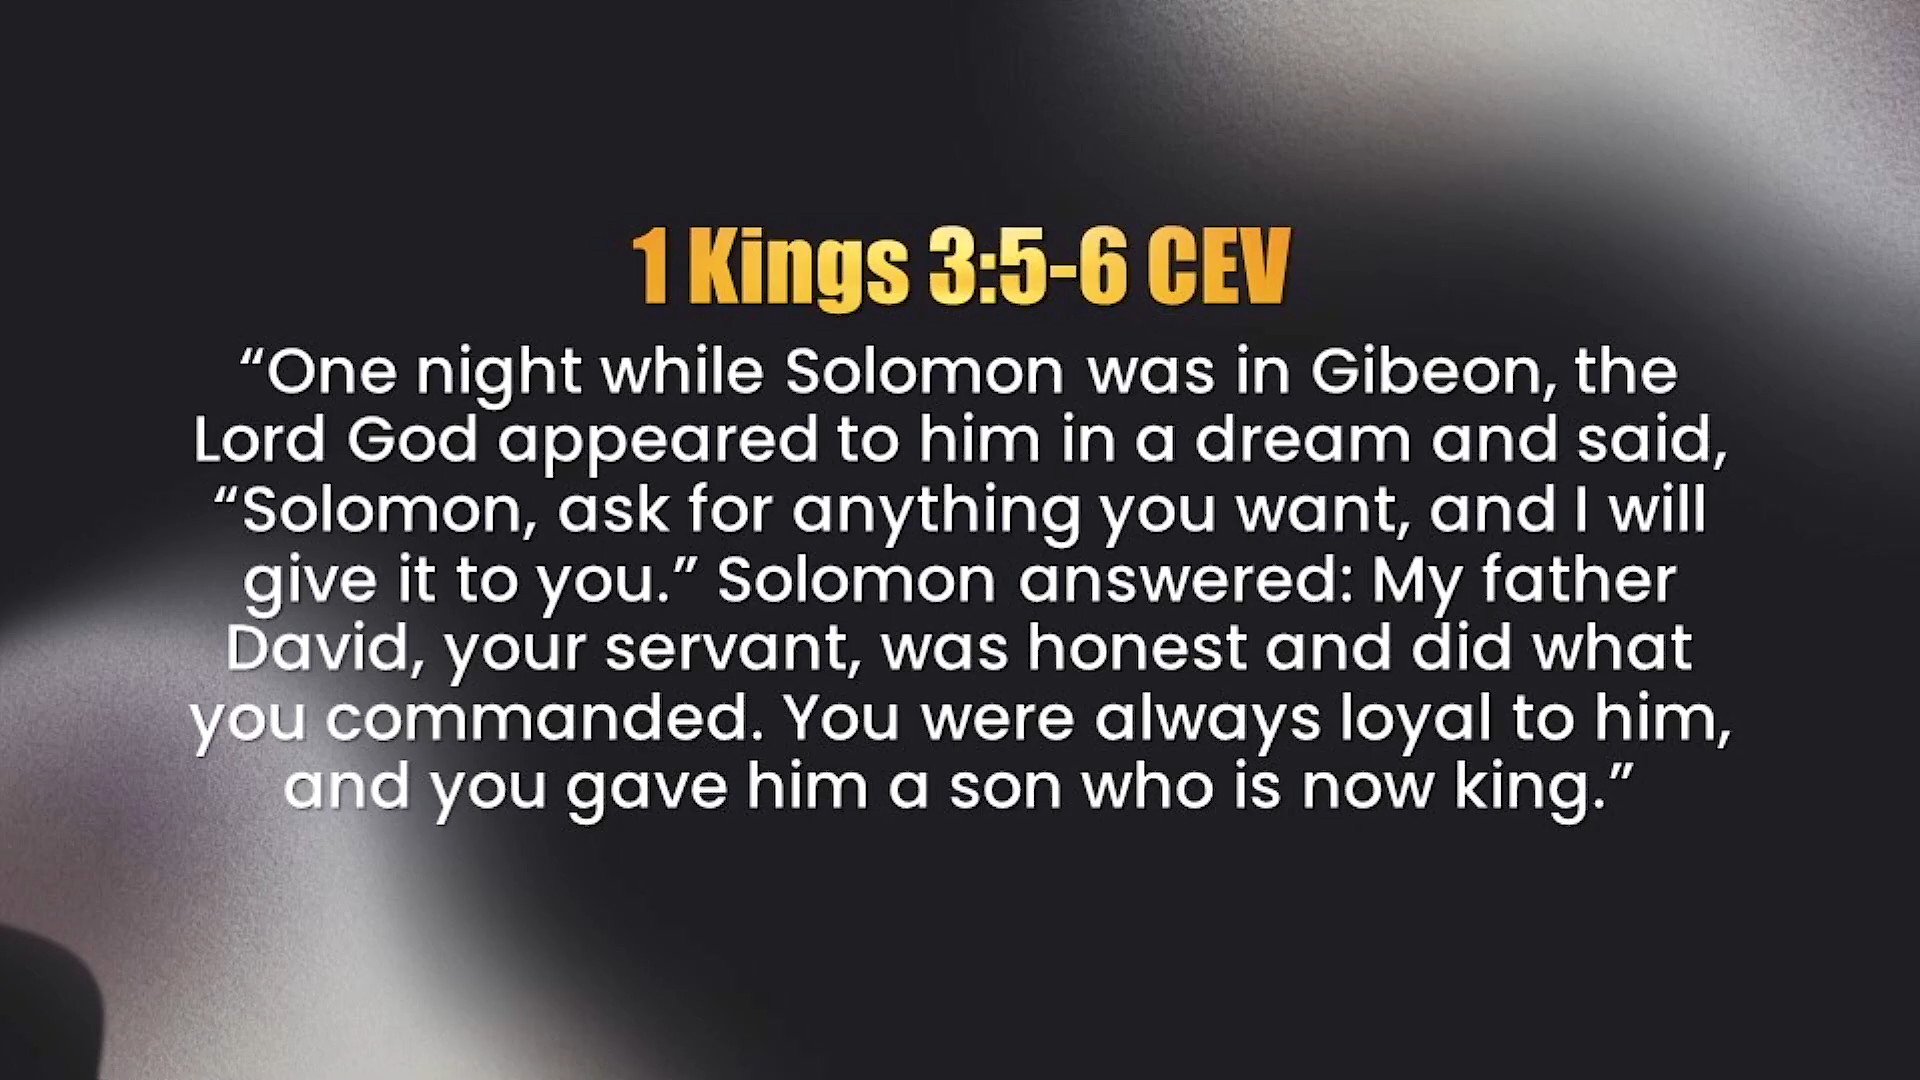 1 Kings 3:5-6 CEV
“One night while Solomon was in Gibeon, the
Lord God appeared to him in a dream and said,
“Solomon, ask for anything you want, and I will
give it to you.” Solomon answered: My father
David, your servant, was honest and did what
you commanded. You were always loyal to him,
and you gave him a son who is now king.”